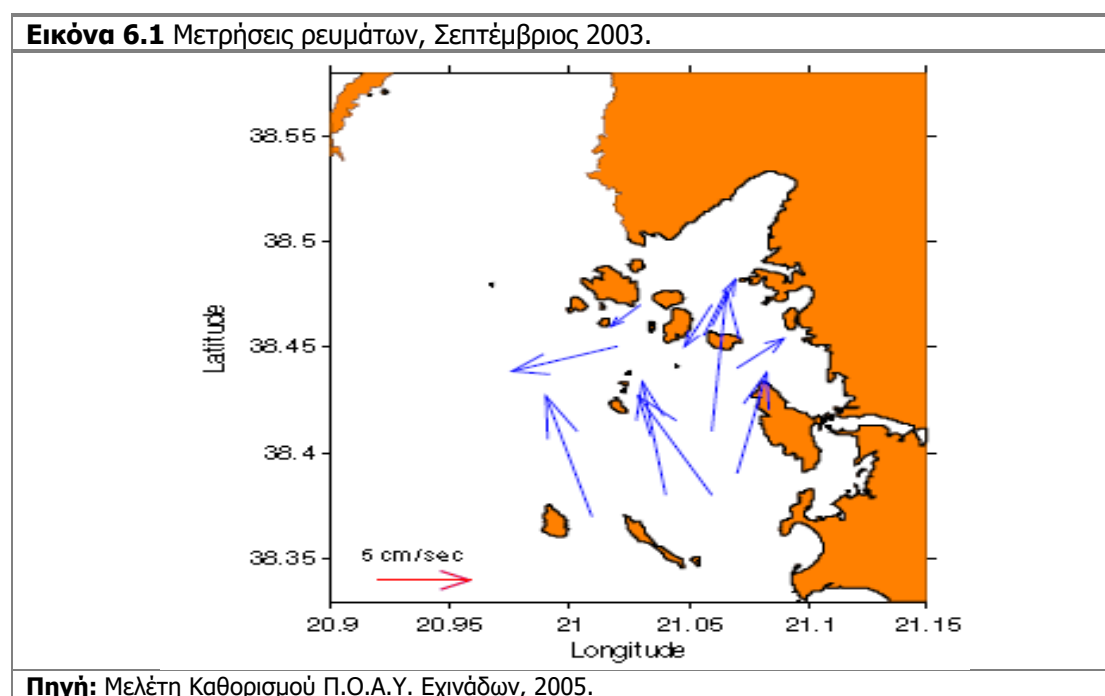 Εικόνα 6.1 Μετρήσεις ρευμάτων, Σεπτέμβριος 2003.
38.55
38.5
38.45
38.4
38.35
Latitude
5 cm/sec
20.9 20.95 21 21.05 21.1 21.15
Longitude
Πηγή: Μελέτη Καθορισμού Π.Ο.Α.Υ. Εχινάδων, 2005.